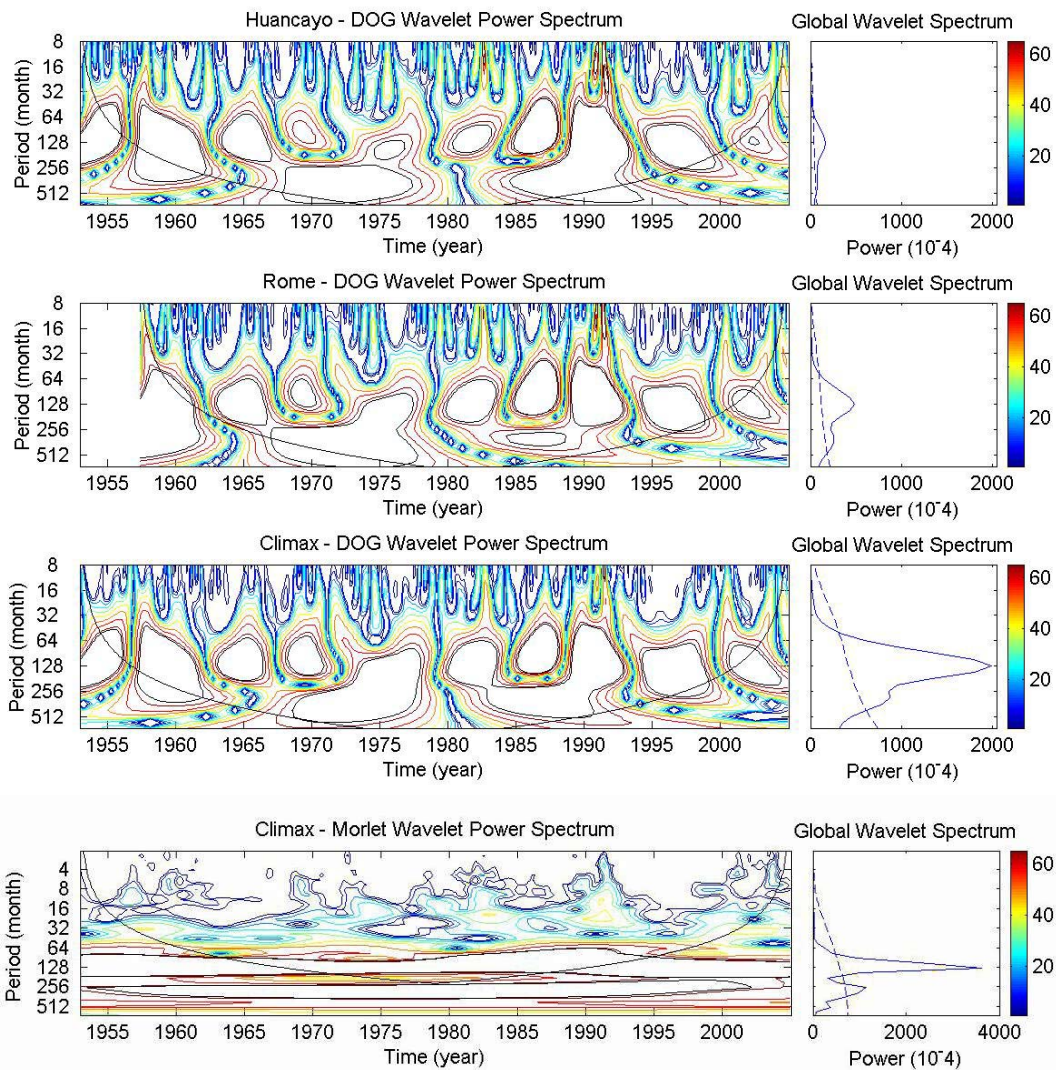 Huancayo - DOG Wavelet Power Spectrum
Global Wavelet Spectrum
8
16
32
64
128
256
512
Period (month)
1955 1960 1965 1970 1975 1980 1985 1990 1995 2000
Time (year)
0 1000 2000
Power (10^-4)
60
40
20
Rome - DOG Wavelet Power Spectrum
Global Wavelet Spectrum
8
16
32
64
128
256
512
Period (month)
1955 1960 1965 1970 1975 1980 1985 1990 1995 2000
Time (year)
0 1000 2000
Power (10^-4)
60
40
20
Climax - DOG Wavelet Power Spectrum
Global Wavelet Spectrum
8
16
32
64
128
256
512
Period (month)
1955 1960 1965 1970 1975 1980 1985 1990 1995 2000
Time (year)
0 1000 2000
Power (10^-4)
60
40
20
Climax - Morlet Wavelet Power Spectrum
Global Wavelet Spectrum
4
8
16
32
64
128
256
512
Period (month)
1955 1960 1965 1970 1975 1980 1985 1990 1995 2000
Time (year)
0 2000 4000
Power (10^-4)
60
40
20